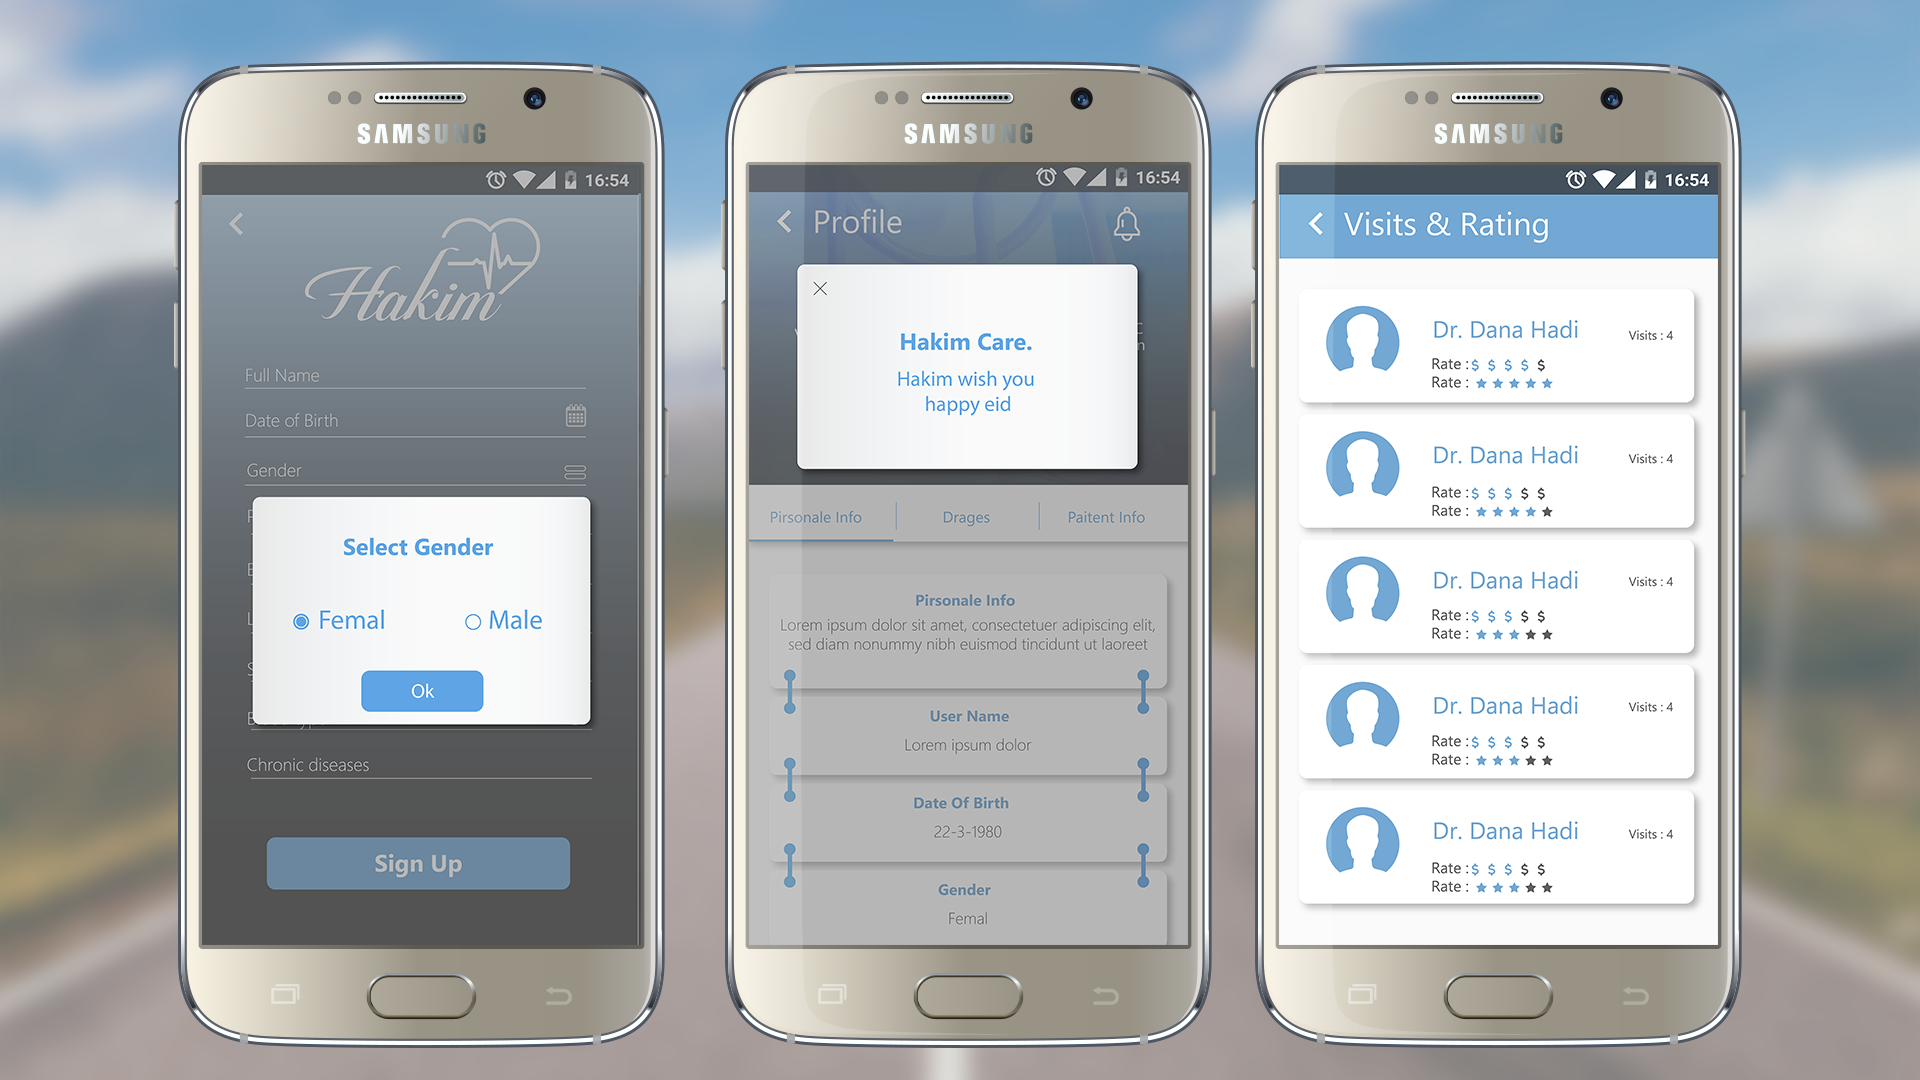 SAMSUNG
16:54
Hakim
Full Name
Date of Birth
Gender
Select Gender
Femal
Male
Ok
Chronic diseases
Sign Up
SAMSUNG
16:54
Profile
Hakim Care.
Hakim wish you
happy eid
Pirsonale Info
Drages
Paitent Info
Pirsonale Info
Lorem ipsum dolor sit amet, consectetuer adipiscing elit,
sed diam nonummy nibh euismod tincidunt ut laoreet
User Name
Lorem ipsum dolor
Date Of Birth
22-3-1980
Gender
Femal
SAMSUNG
16:54
Visits & Rating
Dr. Dana Hadi
Visits : 4
Rate : $ $ $ $ $
Rate : ★ ★ ★ ★ ★
Dr. Dana Hadi
Visits : 4
Rate : $ $ $ $ $
Rate : ★ ★ ★ ★ ★
Dr. Dana Hadi
Visits : 4
Rate : $ $ $ $ $
Rate : ★ ★ ★ ★ ★
Dr. Dana Hadi
Visits : 4
Rate : $ $ $ $ $
Rate : ★ ★ ★ ★ ★
Dr. Dana Hadi
Visits : 4
Rate : $ $ $ $ $
Rate : ★ ★ ★ ★ ★